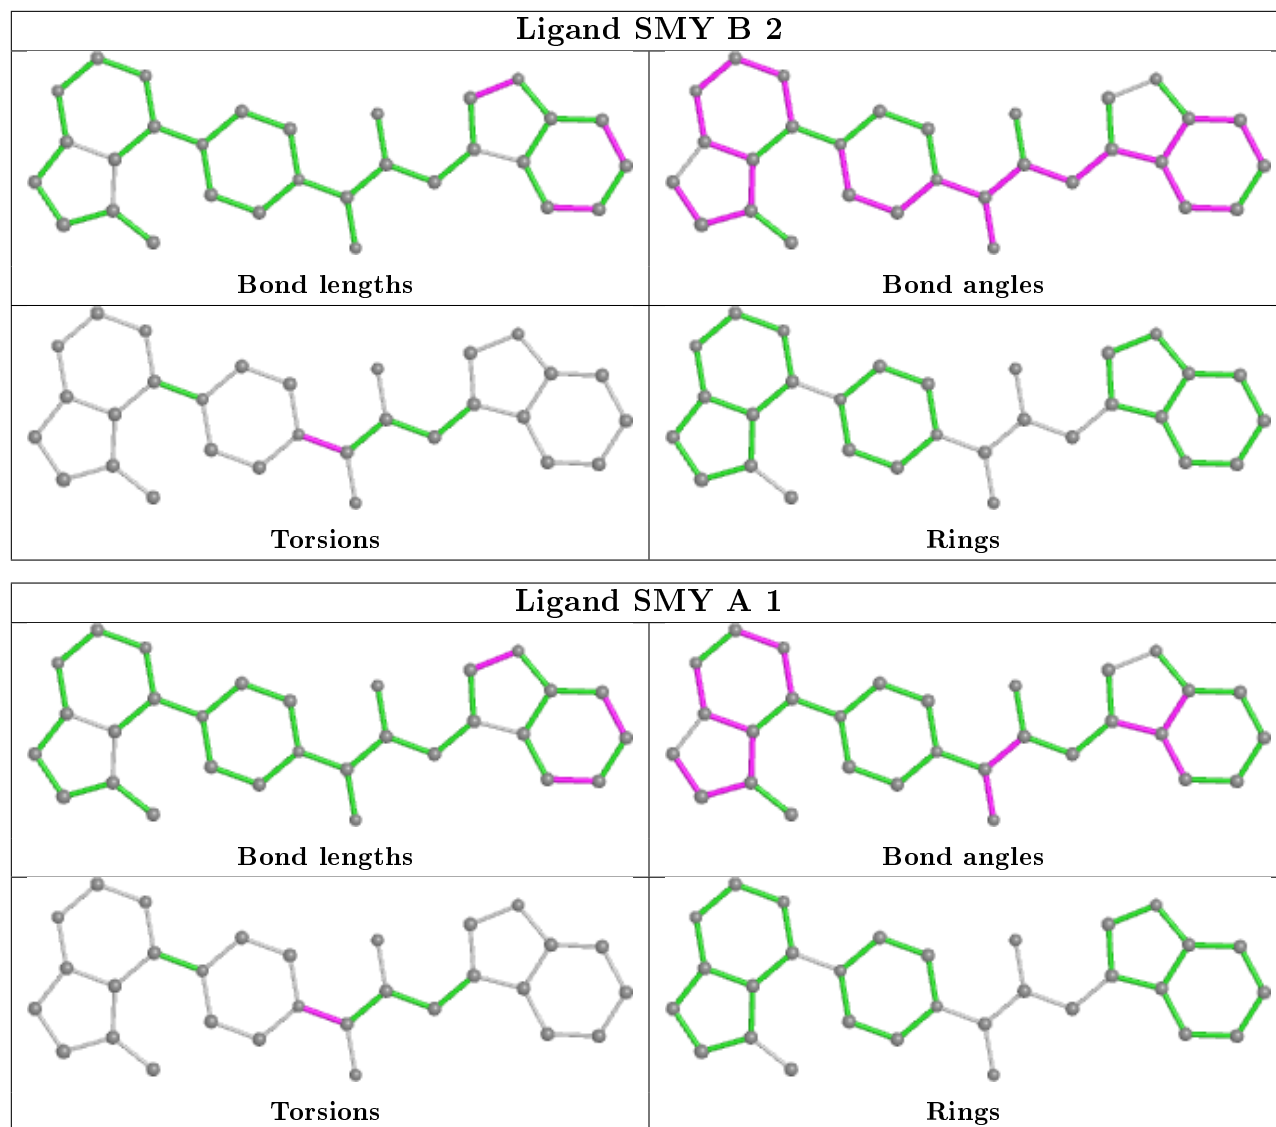 Ligand SMY B 2
Bond lengths
Bond angles
Torsions
Rings
Ligand SMY A 1
Bond lengths
Bond angles
Torsions
Rings